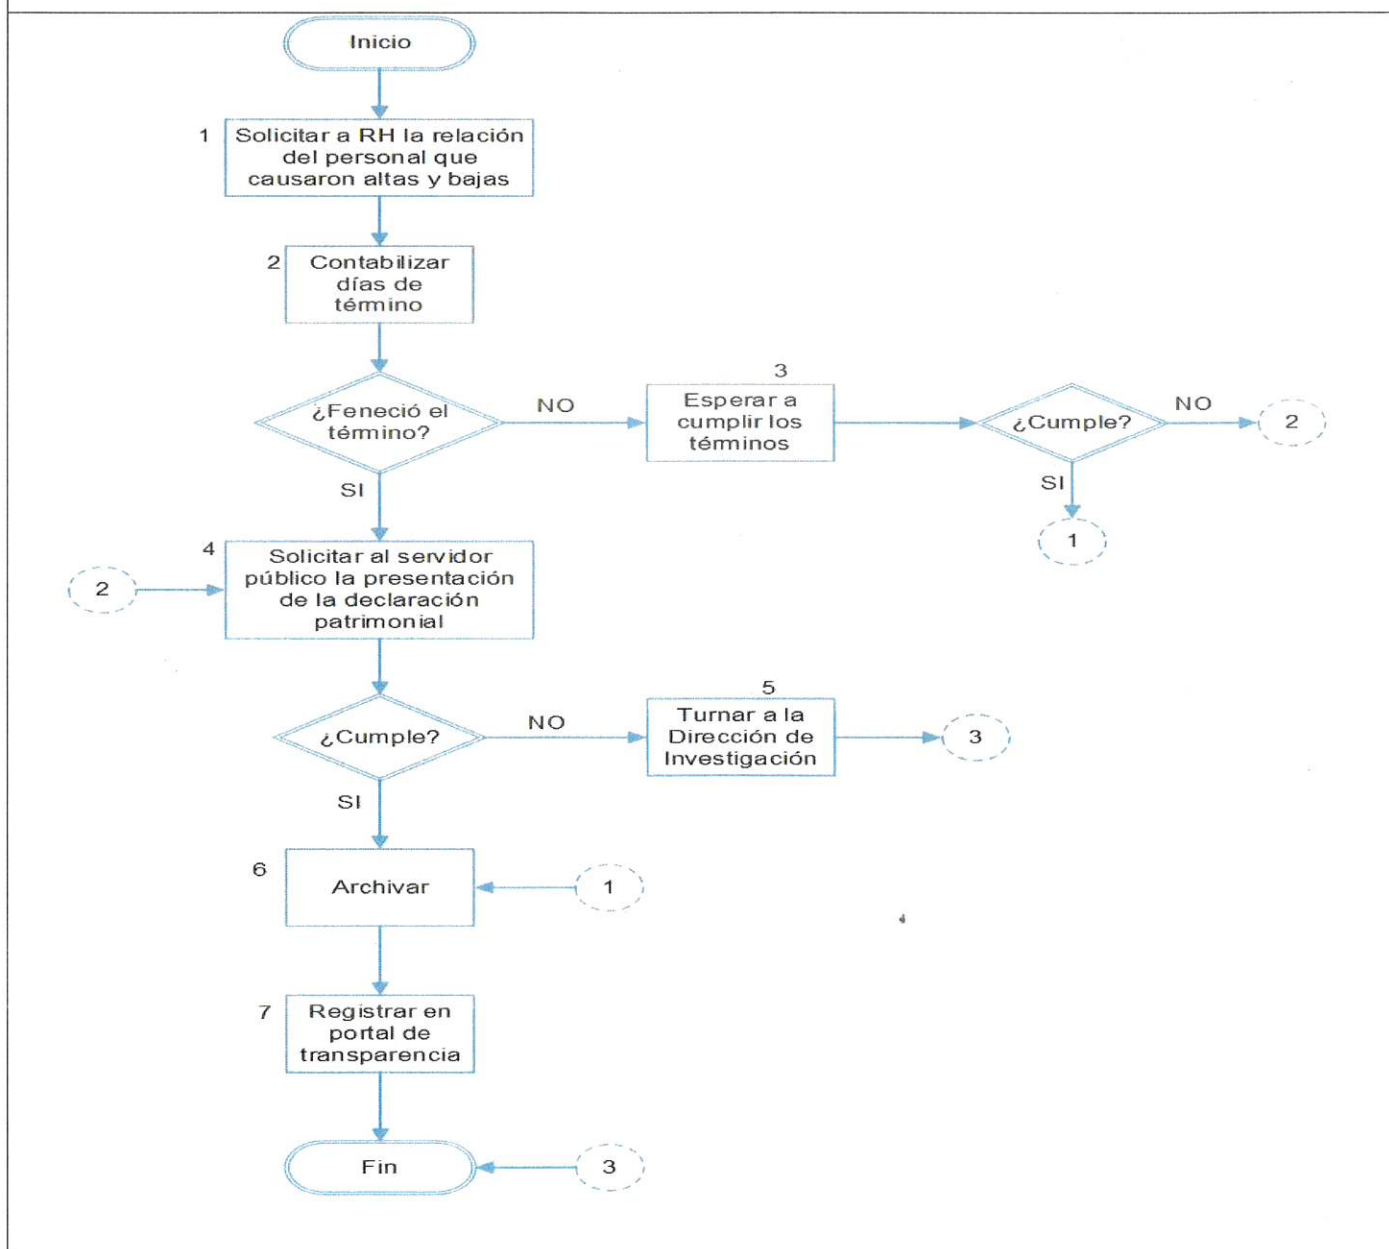 Inicio
1
Solicitar a RH la relación
del personal que
causaron altas y bajas
2
Contabilizar
días de
término
¿Feneció el
término?
NO
3
Esperar a
cumplir los
términos
¿Cumple?
NO
2
SI
1
SI
4
Solicitar al servidor
público la presentación
de la declaración
patrimonial
2
¿Cumple?
NO
5
Turnar a la
Dirección de
Investigación
3
SI
6
Archivar
1
7
Registrar en
portal de
transparencia
Fin
3